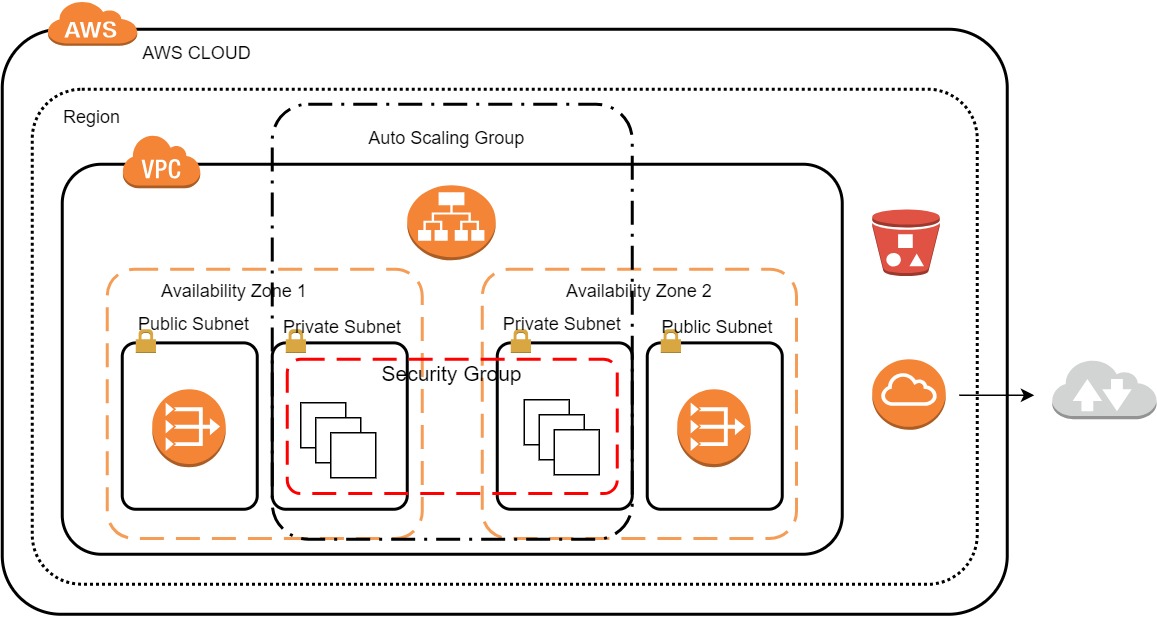 AWS
AWS CLOUD
Region
Auto Scaling Group
VPC
Availability Zone 1
Availability Zone 2
Public Subnet
Private Subnet
Private Subnet
Public Subnet
Security Group